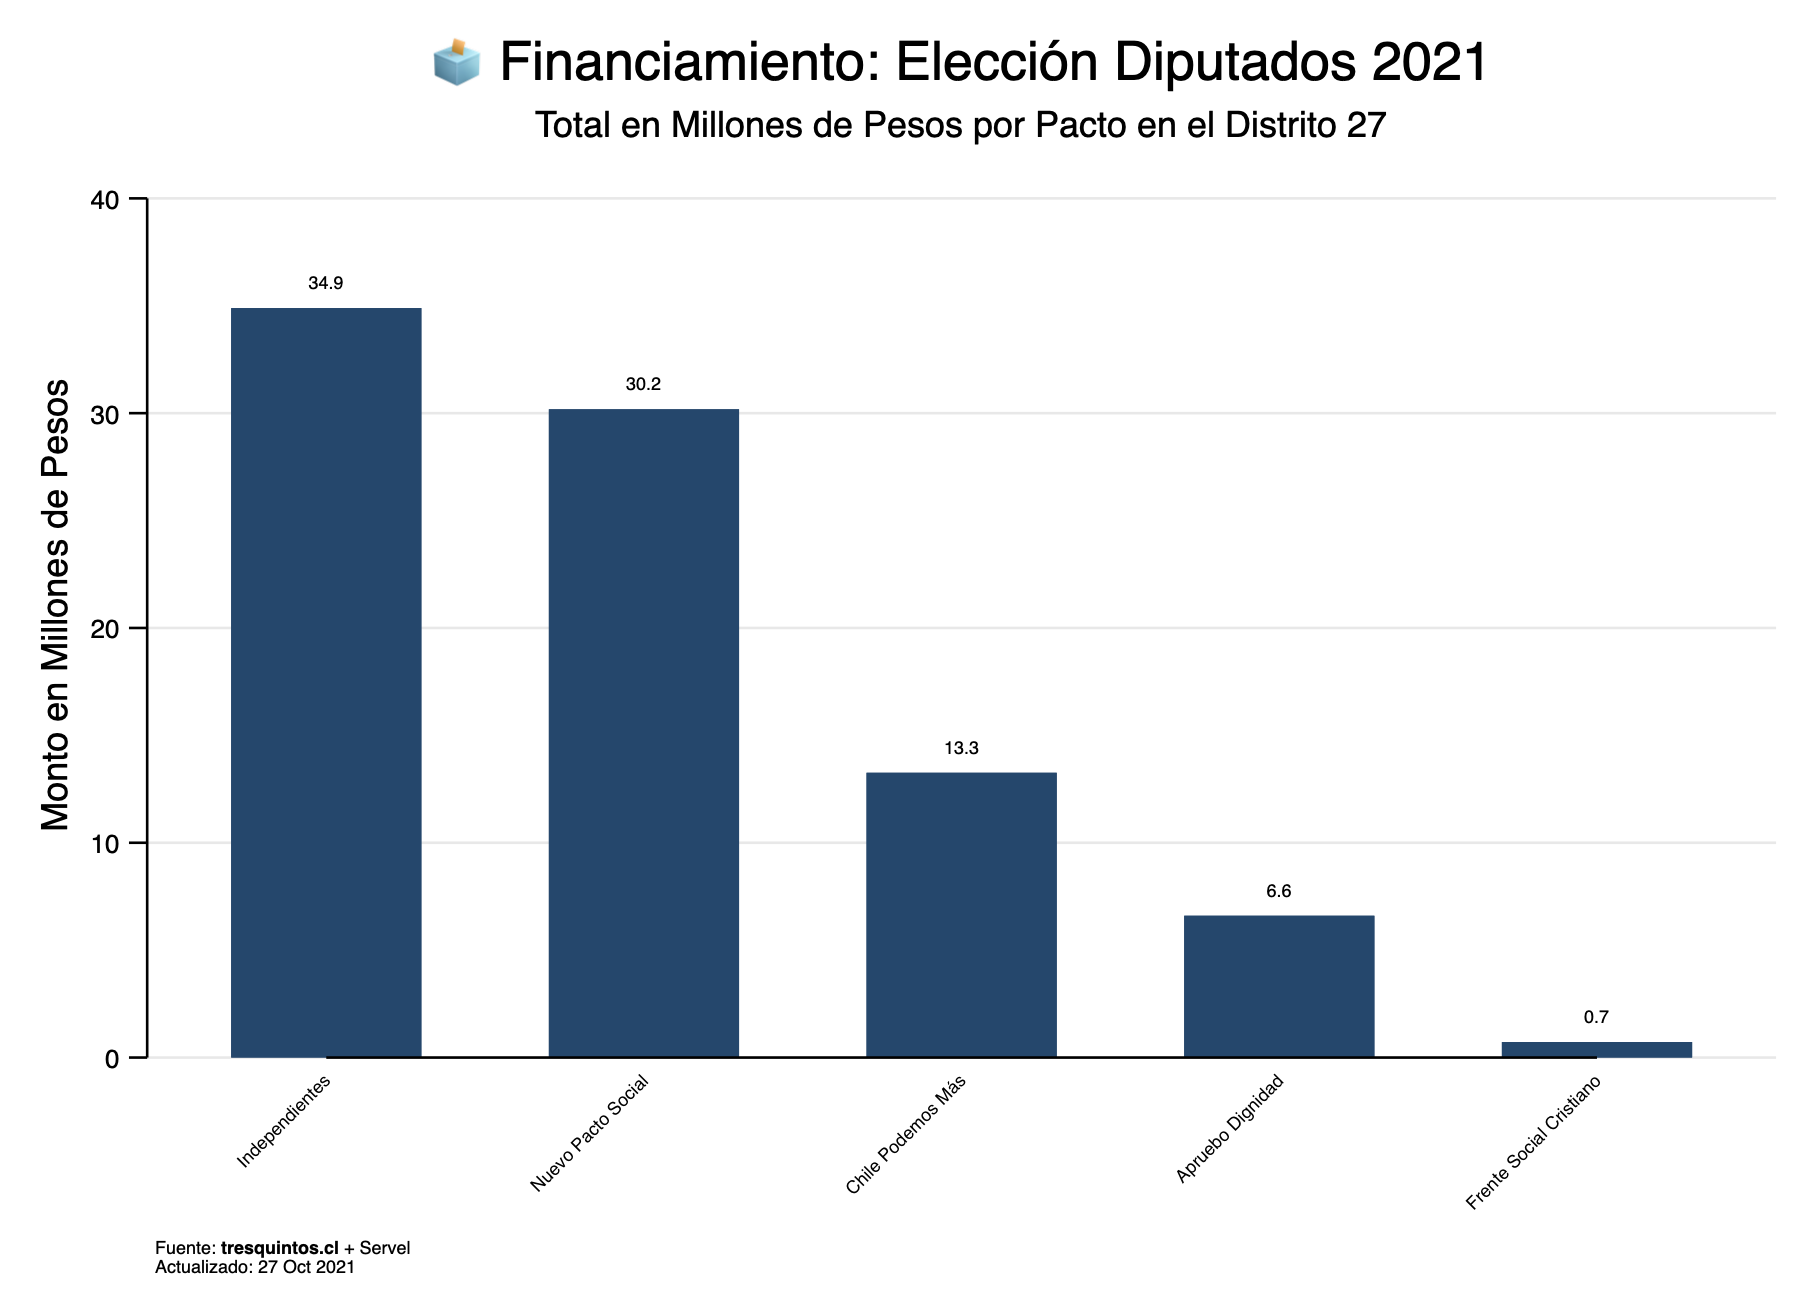 Financiamiento: Elección Diputados 2021
Total en Millones de Pesos por Pacto en el Distrito 27
Monto en Millones de Pesos
40
30
20
10
0
34.9
30.2
13.3
6.6
0.7
Independientes
Nuevo Pacto Social
Chile Podemos Más
Apruebo Dignidad
Frente Social Cristiano
Fuente: tresquintos.cl + Servel
Actualizado: 27 Oct 2021